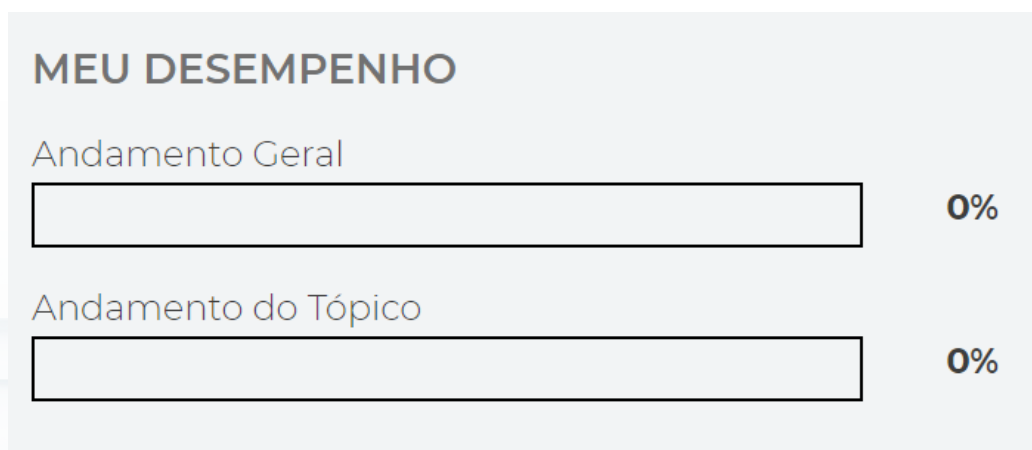 MEU DESEMPENHO
Andamento Geral
0%
Andamento do Tópico
0%